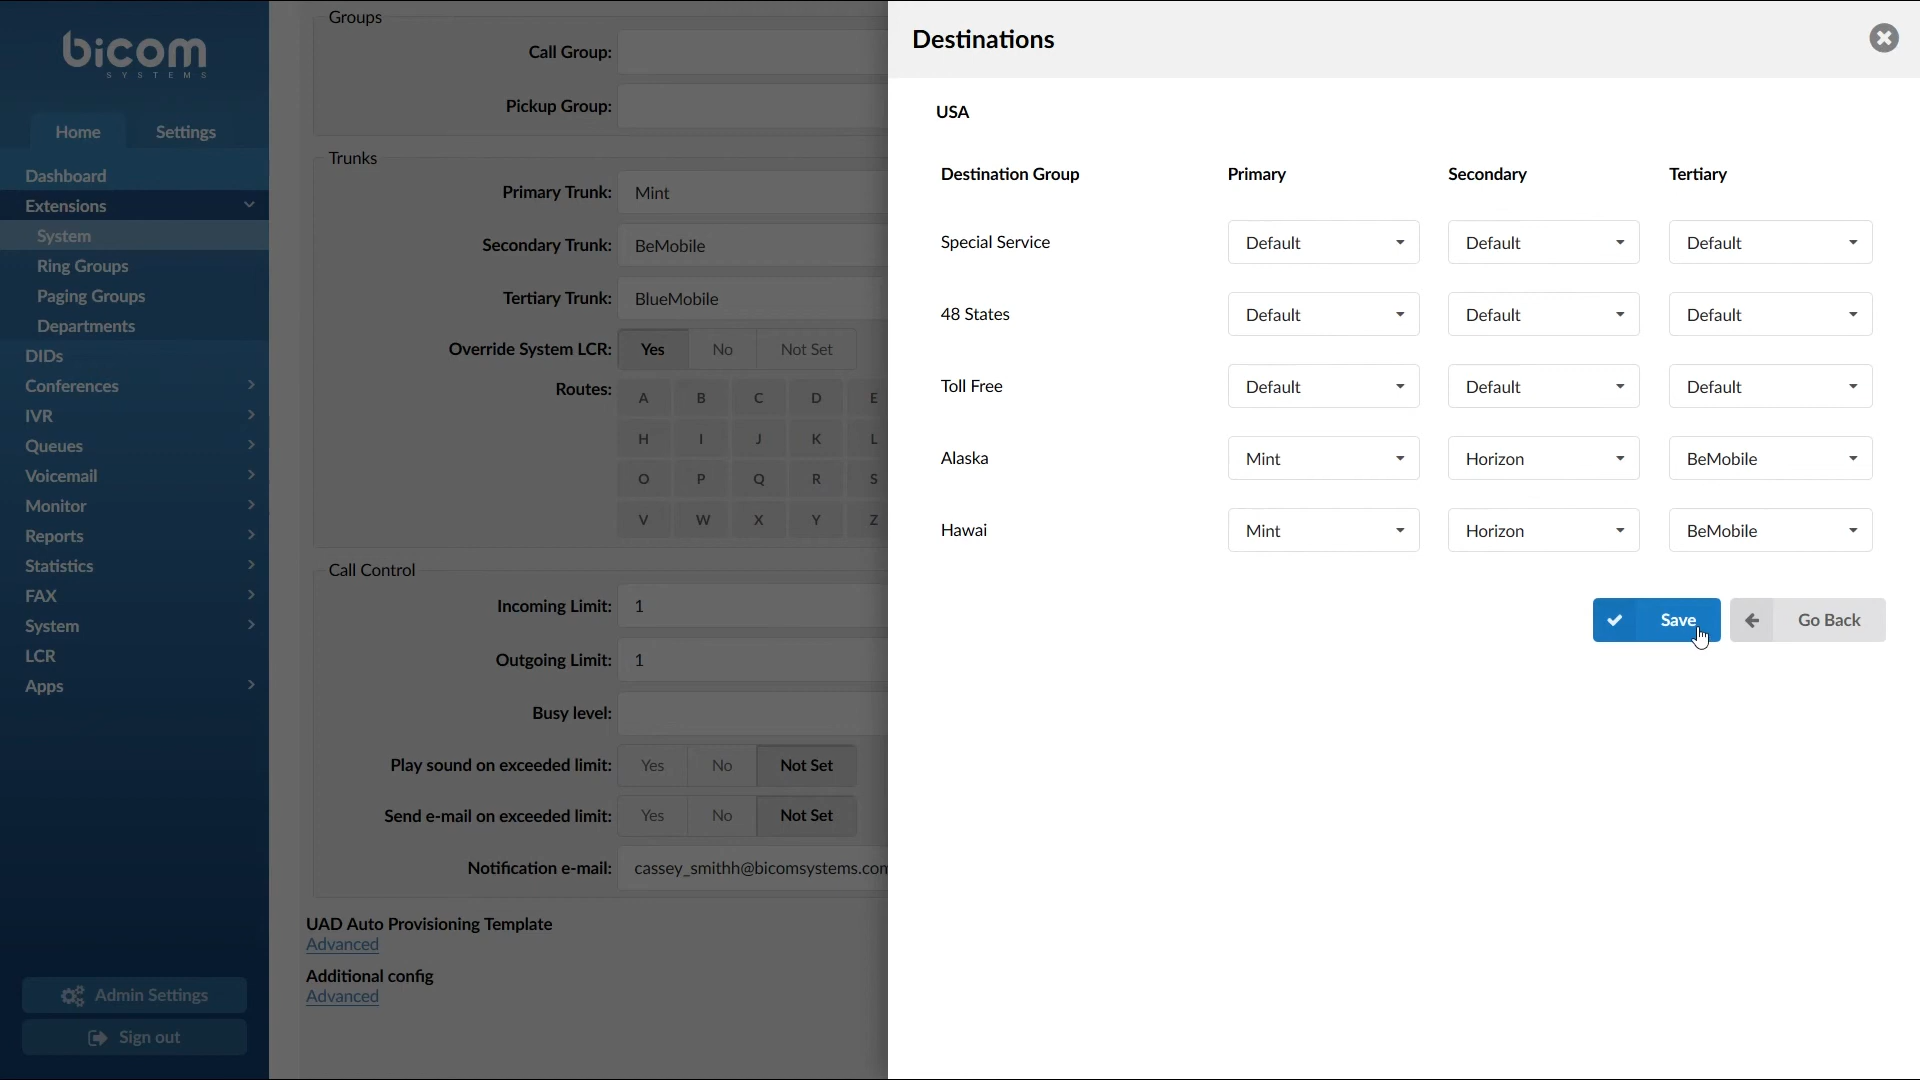 bicom
SYSTEMS
Home Settings
Dashboard
Extensions
System
Ring Groups
Paging Groups
Departments
DIDs
Conferences
IVR
Queues
Voicemail
Monitor
Reports
Statistics
FAX
System
LCR
Apps
Admin Settings
Sign out
Groups
Call Group:
Pickup Group:
Trunks
Primary Trunk: Mint
Secondary Trunk: BeMobile
Tertiary Trunk: BlueMobile
Override System LCR: Yes No Not Set
Routes: A B C D E
H I J K L
O P Q R S
V W X Y Z
Call Control
Incoming Limit: 1
Outgoing Limit: 1
Busy level:
Play sound on exceeded limit: Yes No Not Set
Send e-mail on exceeded limit: Yes No Not Set
Notification e-mail: cassey_smithh@bicomsystems.com
UAD Auto Provisioning Template
Advanced
Additional config
Advanced
Destinations
USA
Destination Group Primary Secondary Tertiary
Special Service Default Default Default
48 States Default Default Default
Toll Free Default Default Default
Alaska Mint Horizon BeMobile
Hawai Mint Horizon BeMobile
Save Go Back